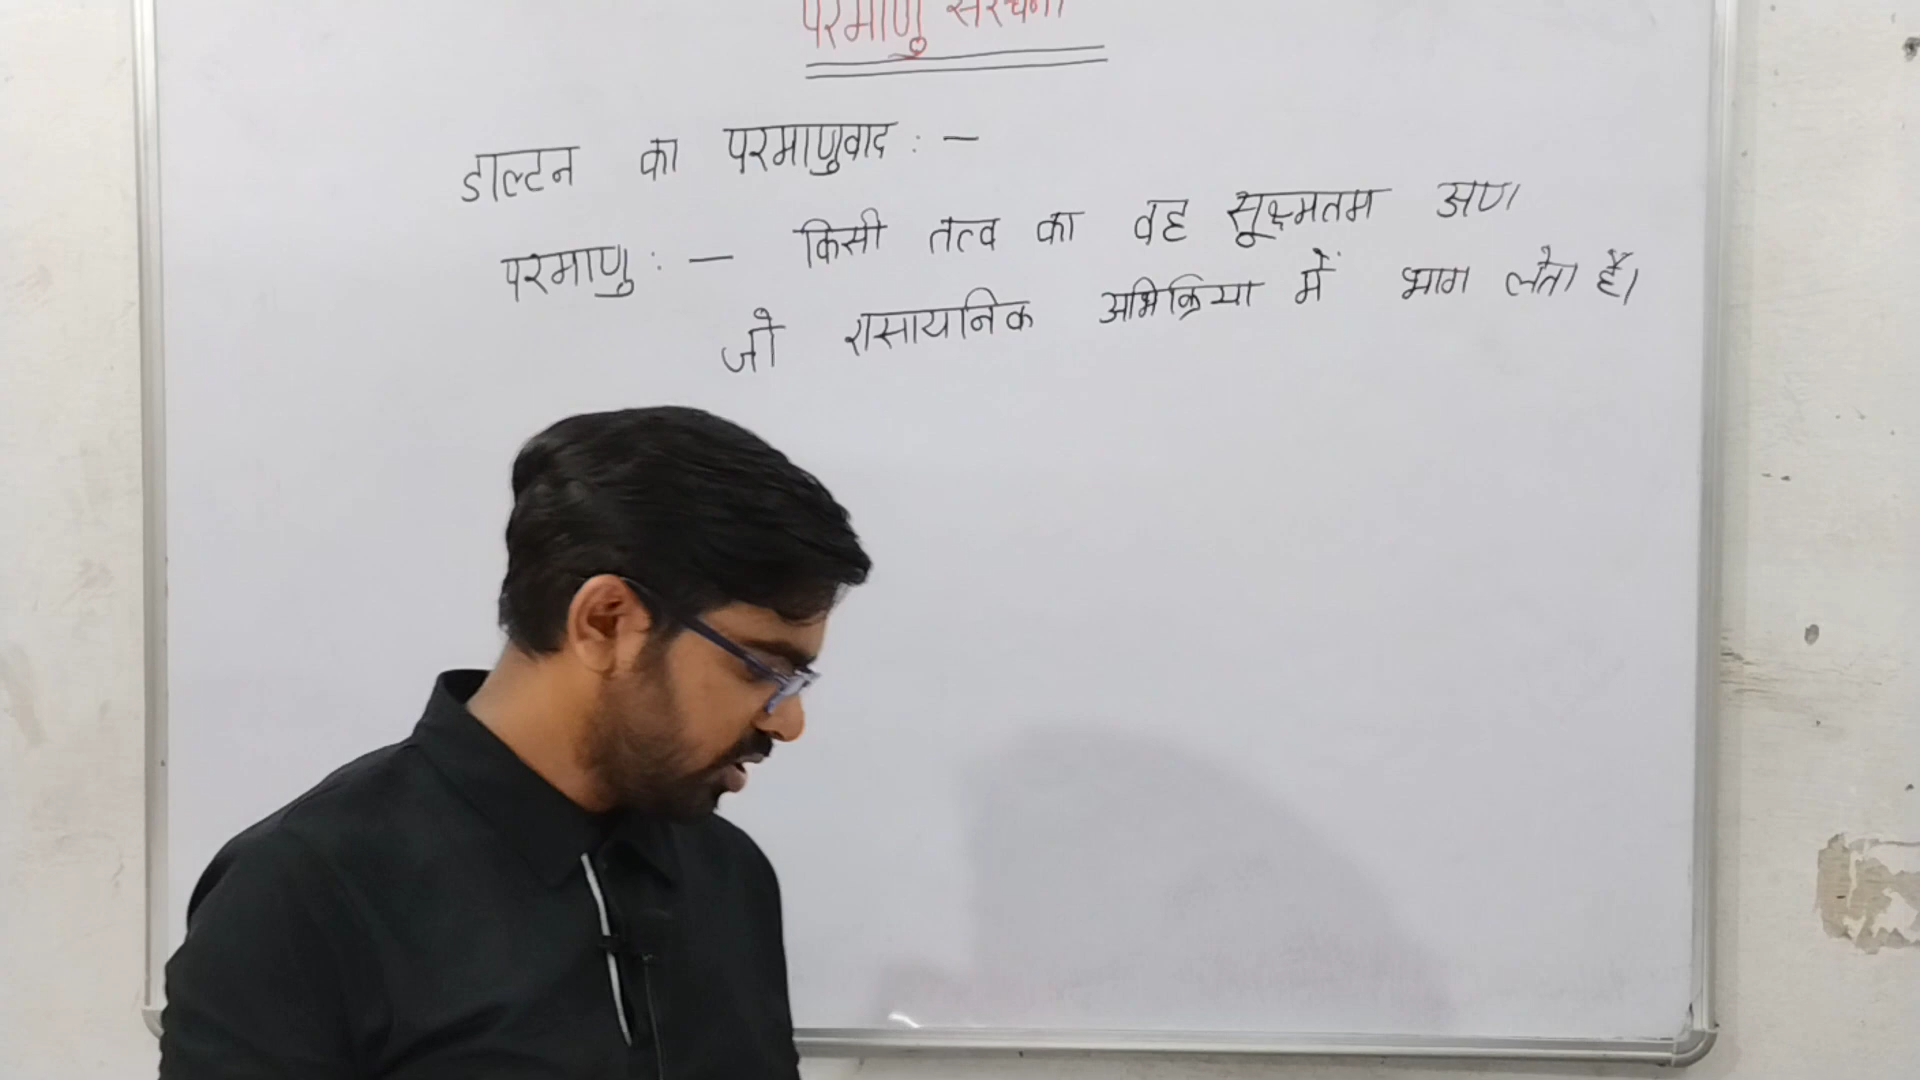 परमाणु संरचना
डाल्टन का परमाणुवाद : –
परमाणु : – किसी तत्व का वह सूक्ष्मतम अण
जो रासायनिक अभिक्रिया में भाग लेता है।